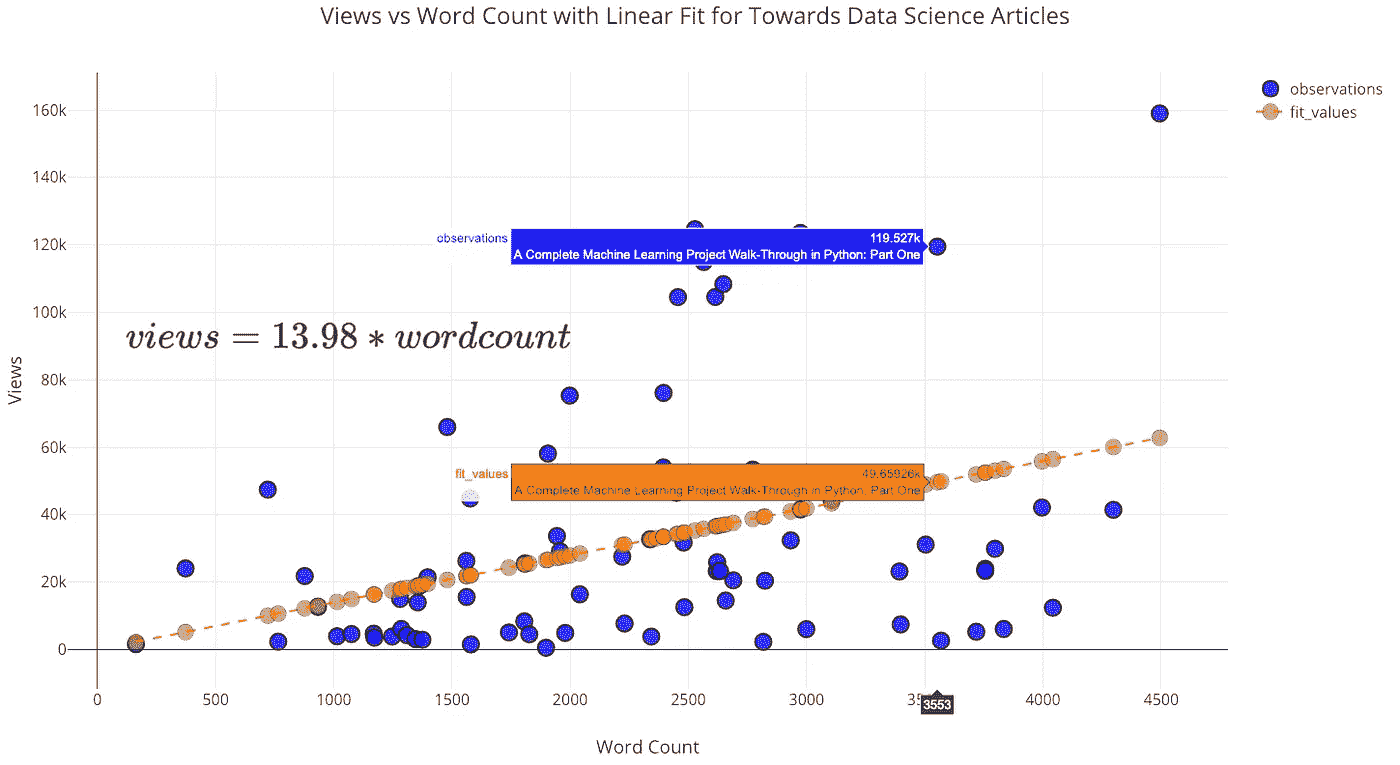 Views vs Word Count with Linear Fit for Towards Data Science Articles
observations
fit_values
160k
140k
120k
100k
80k
60k
40k
20k
0
Views
observations
119.527k
A Complete Machine Learning Project Walk-Through in Python: Part One
views = 13.98 * wordcount
fit_values
49.65926k
A Complete Machine Learning Project Walk-Through in Python: Part One
0 500 1000 1500 2000 2500 3000 4000 4500
3553
Word Count